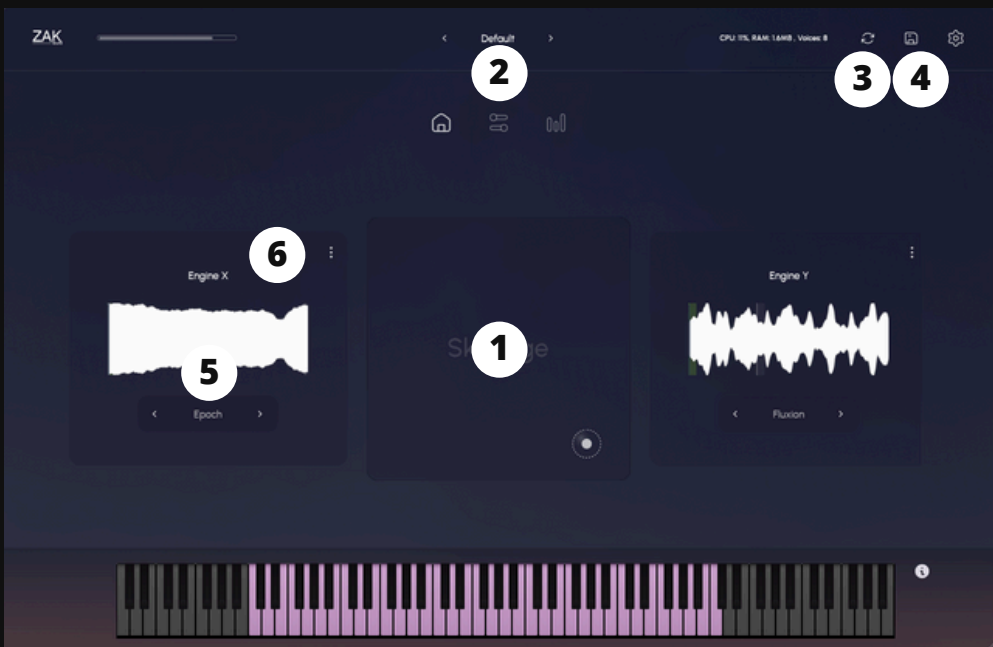 ZAK
Default
CPU: 11%, RAM: 1.6MB , Voices: 8
2
3
4
6
Engine X
Engine Y
1
5
Epoch
Fluxion